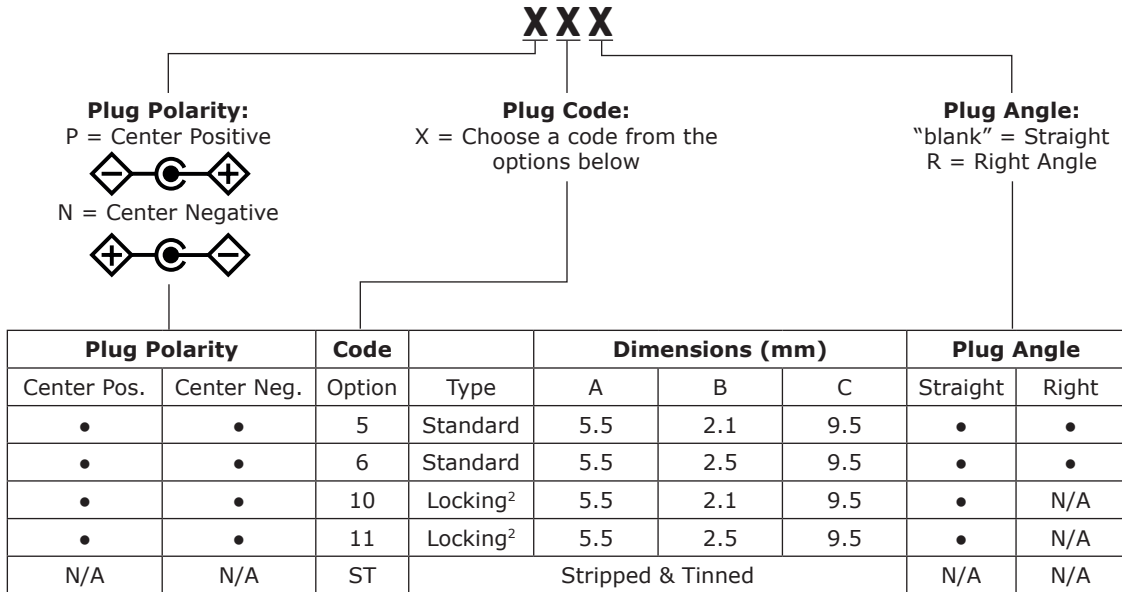 X X X
Plug Polarity:
P = Center Positive
N = Center Negative
Plug Code:
X = Choose a code from the
options below
Plug Angle:
“blank” = Straight
R = Right Angle
Plug Polarity Code Dimensions (mm) Plug Angle
Center Pos. Center Neg. Option Type A B C Straight Right
● ● 5 Standard 5.5 2.1 9.5 ● ●
● ● 6 Standard 5.5 2.5 9.5 ● ●
● ● 10 Locking² 5.5 2.1 9.5 ● N/A
● ● 11 Locking² 5.5 2.5 9.5 ● N/A
N/A N/A ST Stripped & Tinned N/A N/A